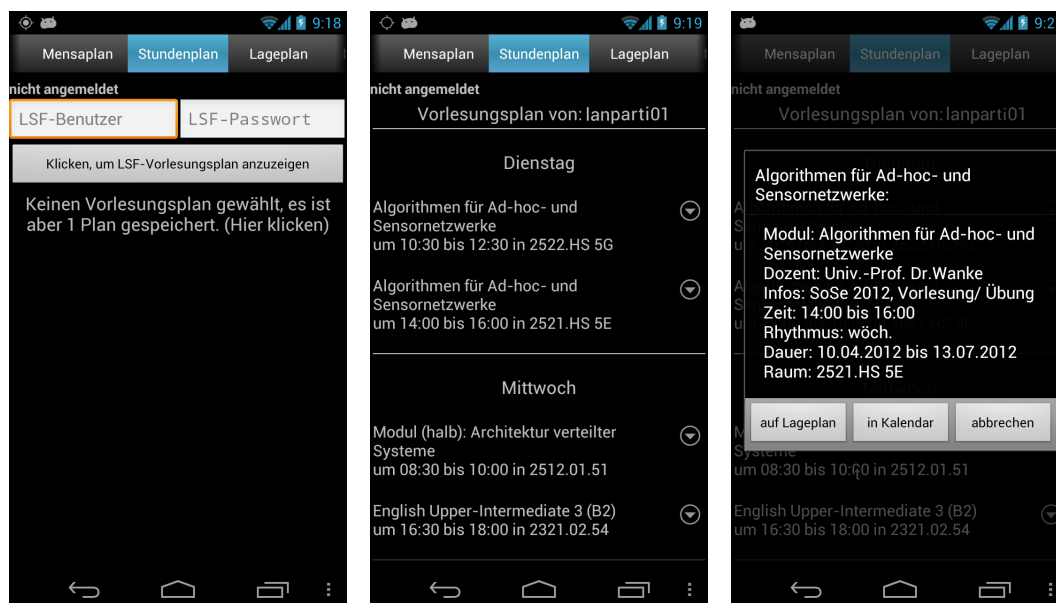 9:18
Mensaplan Stundenplan Lageplan
nicht angemeldet
LSF-Benutzer LSF-Passwort
Klicken, um LSF-Vorlesungsplan anzuzeigen
Keinen Vorlesungsplan gewählt, es ist
aber 1 Plan gespeichert. (Hier klicken)
9:19
Mensaplan Stundenplan Lageplan
nicht angemeldet
Vorlesungsplan von: lanparti01
Dienstag
Algorithmen für Ad-hoc- und
Sensornetzwerke
um 10:30 bis 12:30 in 2522.HS 5G
Algorithmen für Ad-hoc- und
Sensornetzwerke
um 14:00 bis 16:00 in 2521.HS 5E
Mittwoch
Modul (halb): Architektur verteilter
Systeme
um 08:30 bis 10:00 in 2512.01.51
English Upper-Intermediate 3 (B2)
um 16:30 bis 18:00 in 2321.02.54
9:2
Mensaplan Stundenplan Lageplan
nicht angemeldet
Vorlesungsplan von: lanparti01
Dienstag
Algorithmen für Ad-hoc- und
Sensornetzwerke:
Modul: Algorithmen für Ad-hoc- und
Sensornetzwerke
Dozent: Univ.-Prof. Dr.Wanke
Infos: SoSe 2012, Vorlesung/ Übung
Zeit: 14:00 bis 16:00
Rhythmus: wöch.
Dauer: 10.04.2012 bis 13.07.2012
Raum: 2521.HS 5E
Mittwoch
auf Lageplan in Kalendar abbrechen
Systeme
um 08:30 bis 10:00 in 2512.01.51
English Upper-Intermediate 3 (B2)
um 16:30 bis 18:00 in 2321.02.54